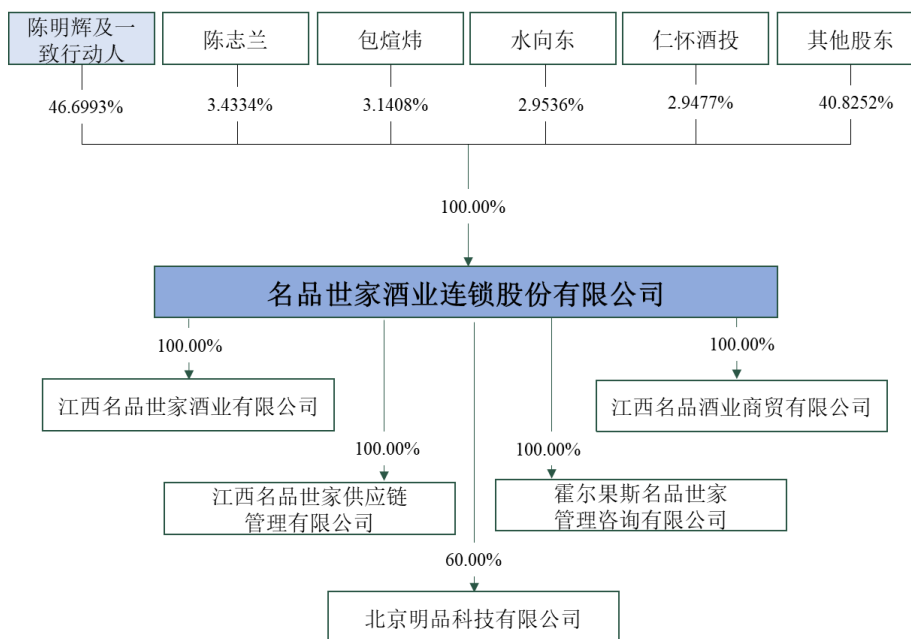 陈明辉及一
致行动人
陈志兰
包煊炜
水向东
仁怀酒投
其他股东
46.6993%
3.4334%
3.1408%
2.9536%
2.9477%
40.8252%
100.00%
名品世家酒业连锁股份有限公司
100.00%
100.00%
江西名品世家酒业有限公司
江西名品酒业商贸有限公司
100.00%
100.00%
江西名品世家供应链
管理有限公司
霍尔果斯名品世家
管理咨询有限公司
60.00%
北京明品科技有限公司